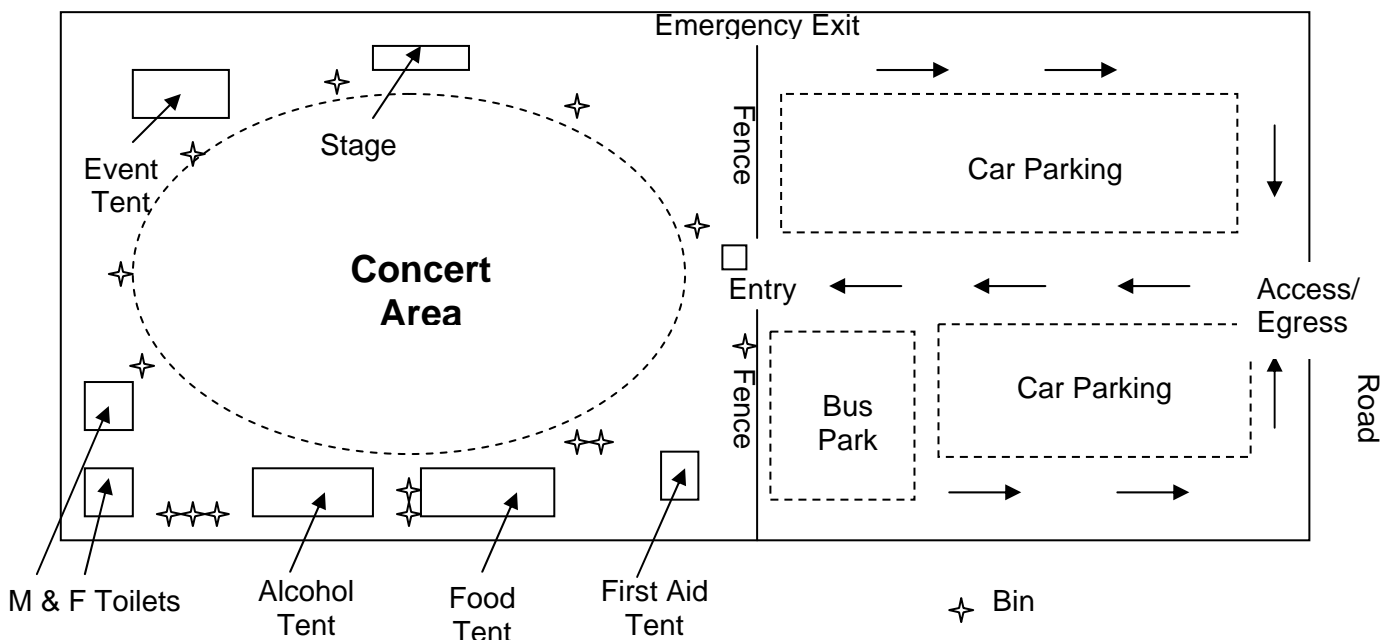 Emergency Exit
Fence
Car Parking
Stage
Event
Tent
Concert
Area
Entry
Access/
Egress
Fence
Bus
Park
Car Parking
Road
M & F Toilets
Alcohol
Tent
Food
Tent
First Aid
Tent
Bin